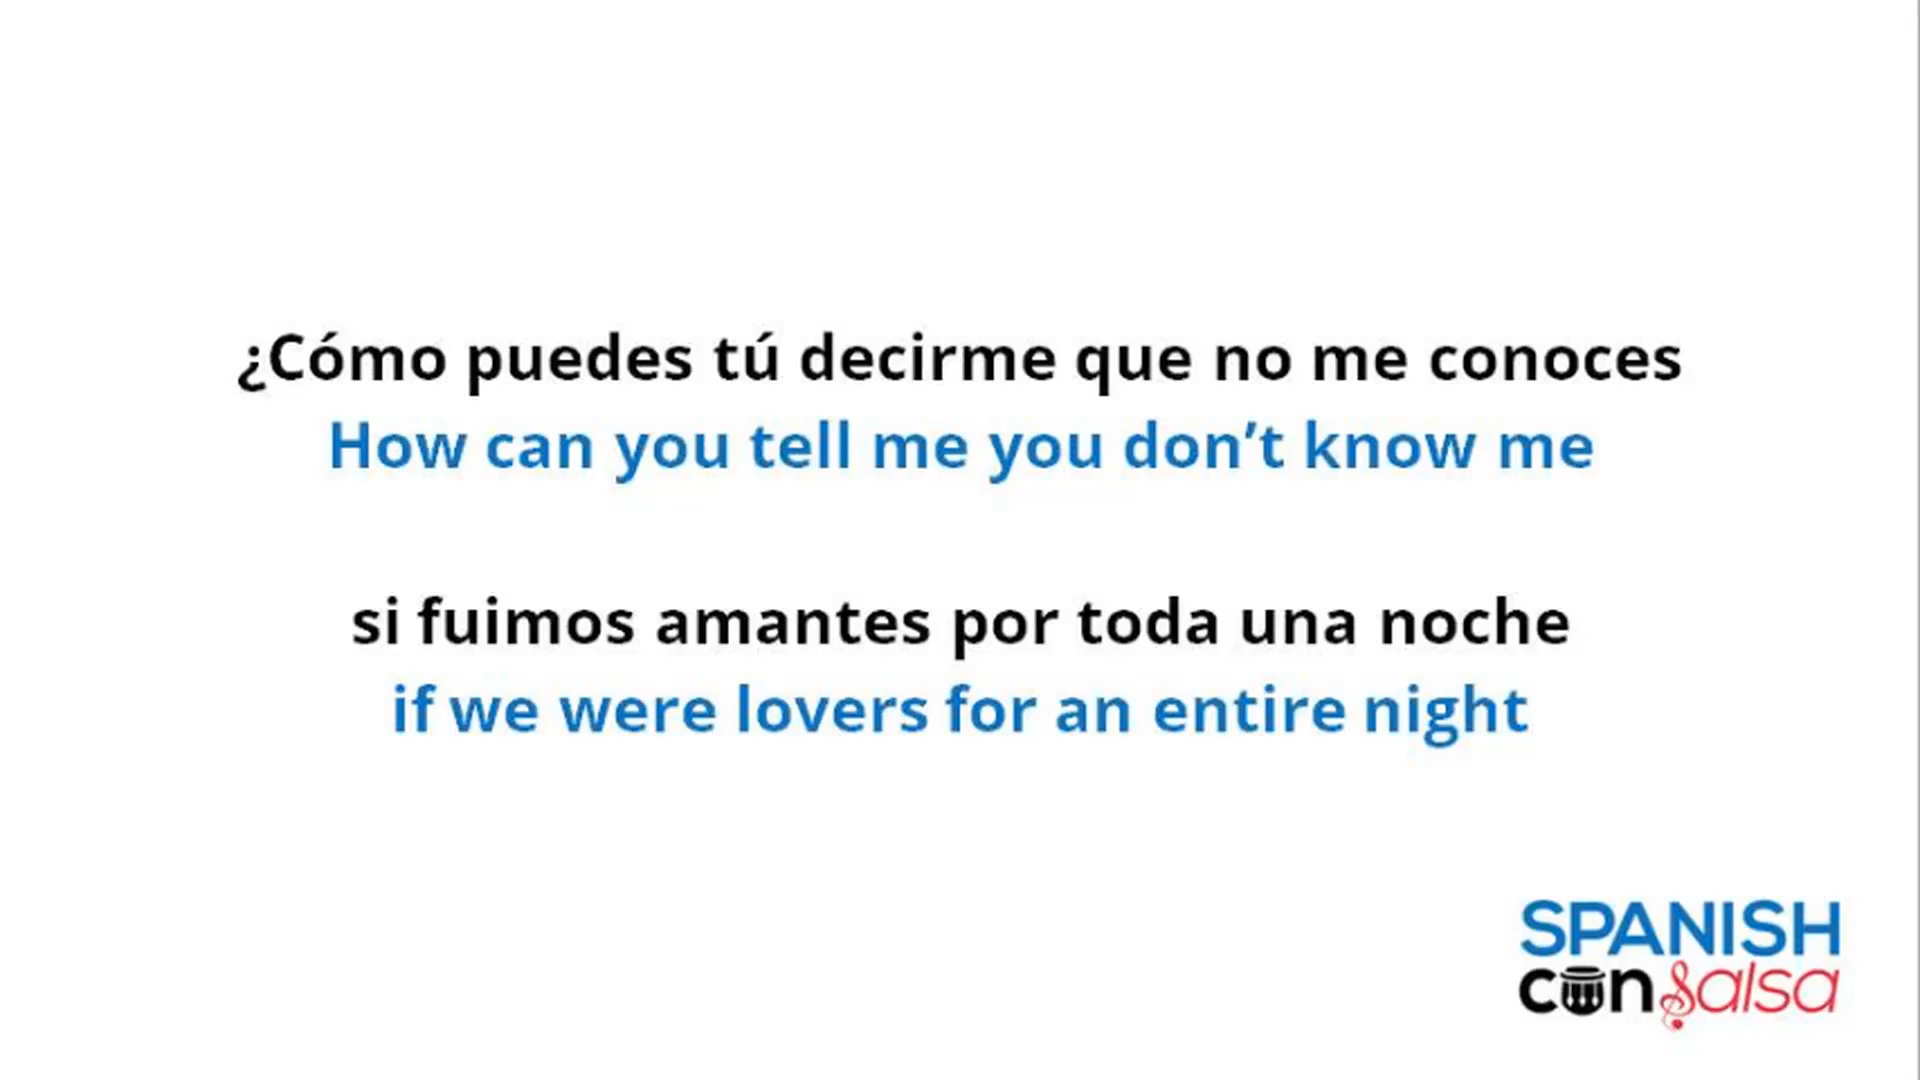 ¿Cómo puedes tú decirme que no me conoces
How can you tell me you don’t know me
si fuimos amantes por toda una noche
if we were lovers for an entire night
SPANISH
con salsa